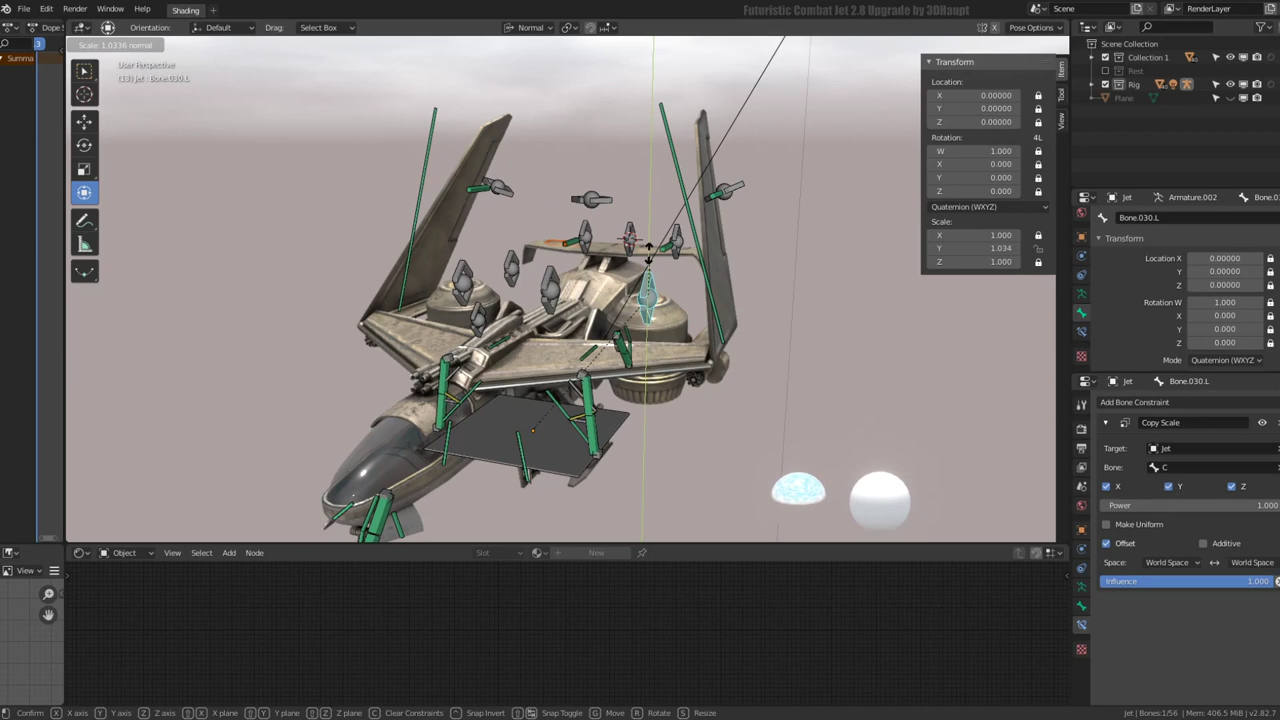 File Edit Render Window Help Shading +
Futuristic Combat Jet 2.8 Upgrade by 3DHaupt
Scene RenderLayer
Dope S
Orientation: Default Drag: Select Box Normal X Pose Options
Scale: 1.0336 normal
Summa
User Perspective
(13) Jet : Bone.030.L
Transform
Location:
X 0.00000
Y 0.00000
Z 0.00000
Rotation: 4L
W 1.000
X 0.000
Y 0.000
Z 0.000
Quaternion (WXYZ)
Scale:
X 1.000
Y 1.034
Z 1.000
Item
Tool
View
Scene Collection
Collection 1
Rest
Rig
Plane
Jet Armature.002 Bone.03
Bone.030.L
Transform
Location X 0.00000
Y 0.00000
Z 0.00000
Rotation W 1.000
X 0.000
Y 0.000
Z 0.000
Mode Quaternion (WXYZ
Jet Bone.030.L
Add Bone Constraint
Copy Scale
Target: Jet
Bone: C
X Y Z
Power 1.000
Make Uniform
Offset Additive
Space: World Space World Space
Influence 1.000
Object View Select Add Node Slot New
View
Confirm X X axis Y Y axis Z Z axis X X plane Y Y plane Z Z plane C Clear Constraints Snap Invert Snap Toggle G Move R Rotate S Resize
Jet | Bones:1/56 | Mem: 406.5 MiB | v2.82.7